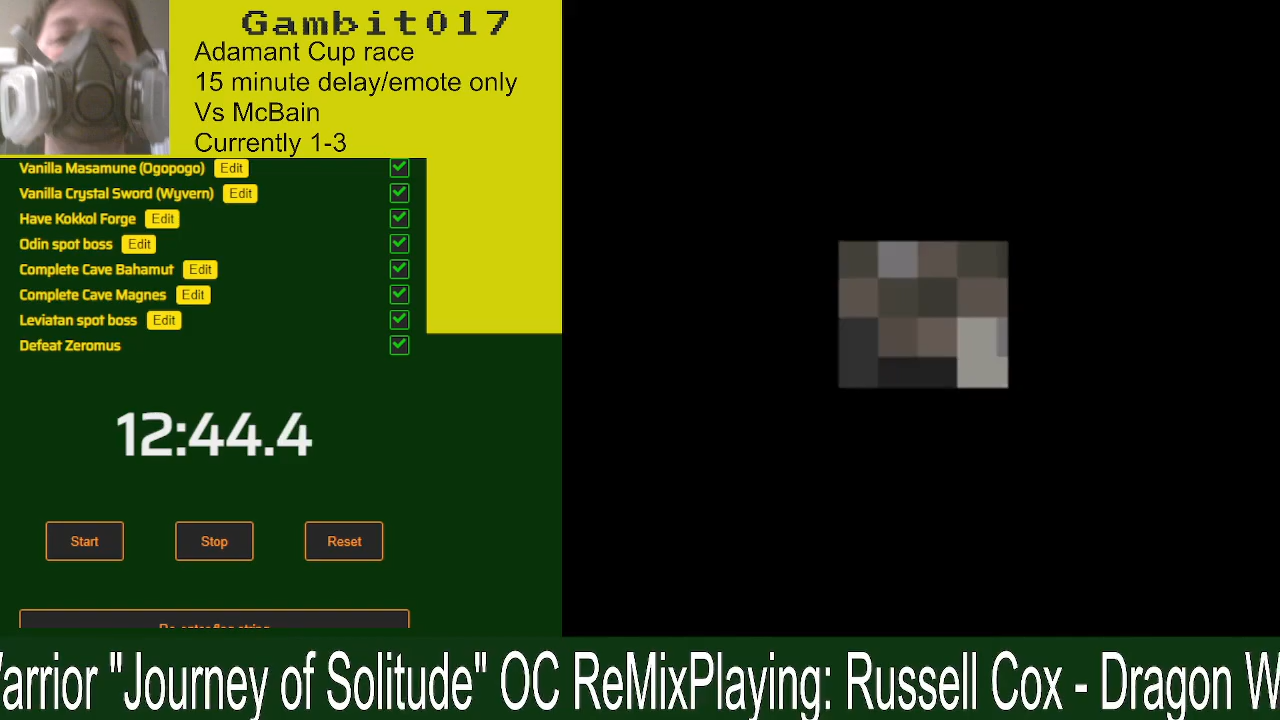 Gambit017
Adamant Cup race
15 minute delay/emote only
Vs McBain
Currently 1-3
Vanilla Masamune (Ogopogo) Edit
Vanilla Crystal Sword (Wyvern) Edit
Have Kokkol Forge Edit
Odin spot boss Edit
Complete Cave Bahamut Edit
Complete Cave Magnes Edit
Leviatan spot boss Edit
Defeat Zeromus
12:44.4
Start Stop Reset
arrior "Journey of Solitude" OC ReMixPlaying: Russell Cox - Dragon W